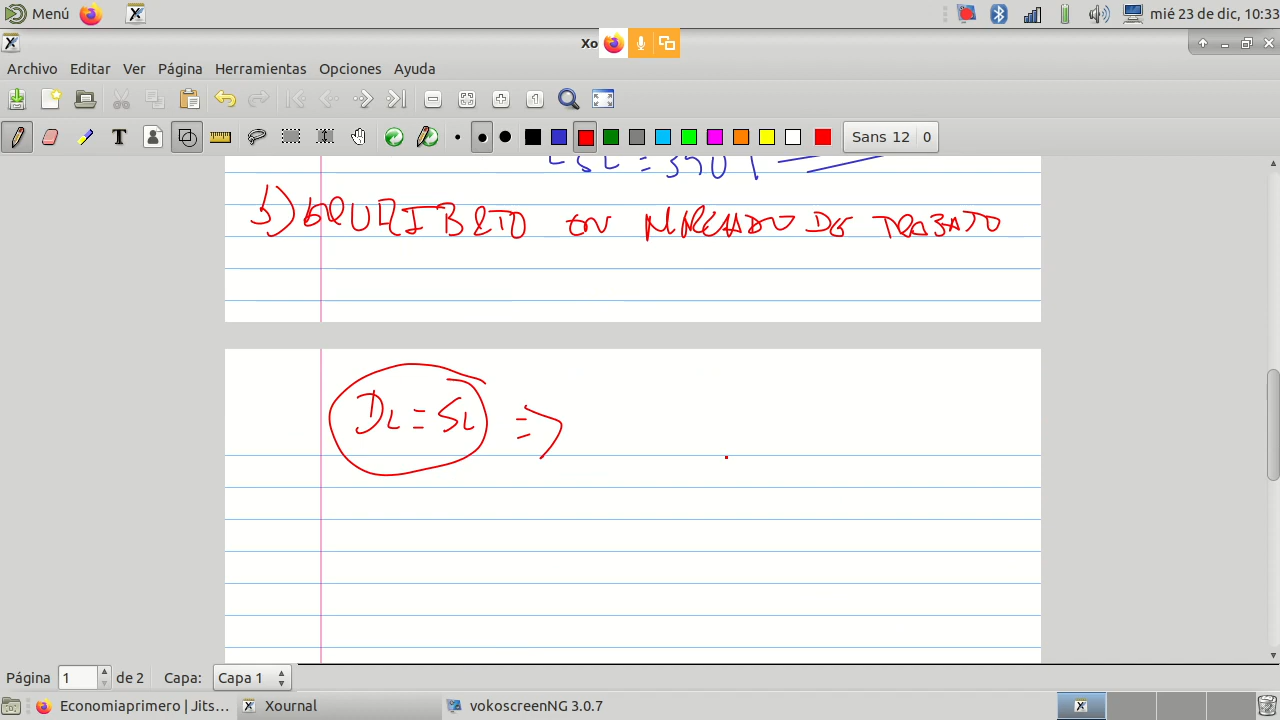 Menú mié 23 de dic, 10:33
Xo
Archivo Editar Ver Página Herramientas Opciones Ayuda
Sans 12 0
b) EQUILIBRIO EN MERCADO DE TRABAJO
DL = SL ⇒
Página 1 de 2 Capa: Capa 1
Economiaprimero | Jits... Xournal vokoscreenNG 3.0.7